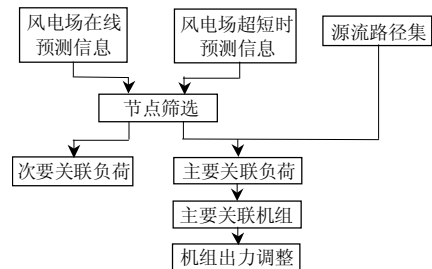 风电场在线
预测信息
风电场超短时
预测信息
源流路径集
节点筛选
次要关联负荷
主要关联负荷
主要关联机组
机组出力调整